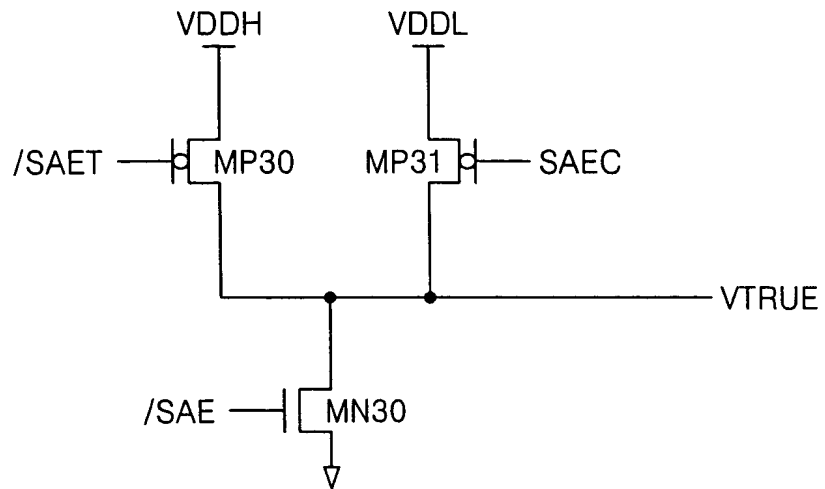 VDDH
VDDL
/SAET
MP30
MP31
SAEC
VTRUE
/SAE
MN30